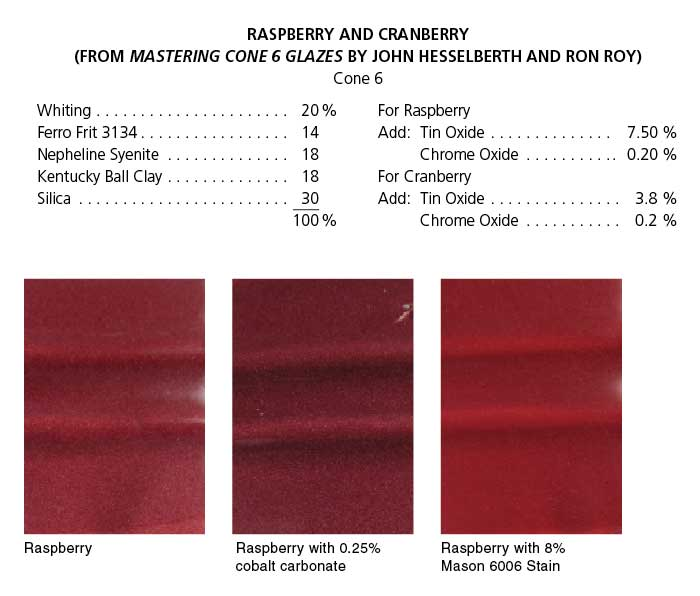 RASPBERRY AND CRANBERRY
(FROM MASTERING CONE 6 GLAZES BY JOHN HESSELBERTH AND RON ROY)
Cone 6
Whiting . . . . . . . . . . . . . . . . . . . . . . 20 %
Ferro Frit 3134 . . . . . . . . . . . . . . . . . 14
Nepheline Syenite . . . . . . . . . . . . . . 18
Kentucky Ball Clay . . . . . . . . . . . . . . 18
Silica . . . . . . . . . . . . . . . . . . . . . . . . 30
100 %
For Raspberry
Add: Tin Oxide . . . . . . . . . . . . . . 7.50 %
Chrome Oxide . . . . . . . . . . . 0.20 %
For Cranberry
Add: Tin Oxide . . . . . . . . . . . . . . . 3.8 %
Chrome Oxide . . . . . . . . . . . 0.2 %
Raspberry
Raspberry with 0.25%
cobalt carbonate
Raspberry with 8%
Mason 6006 Stain